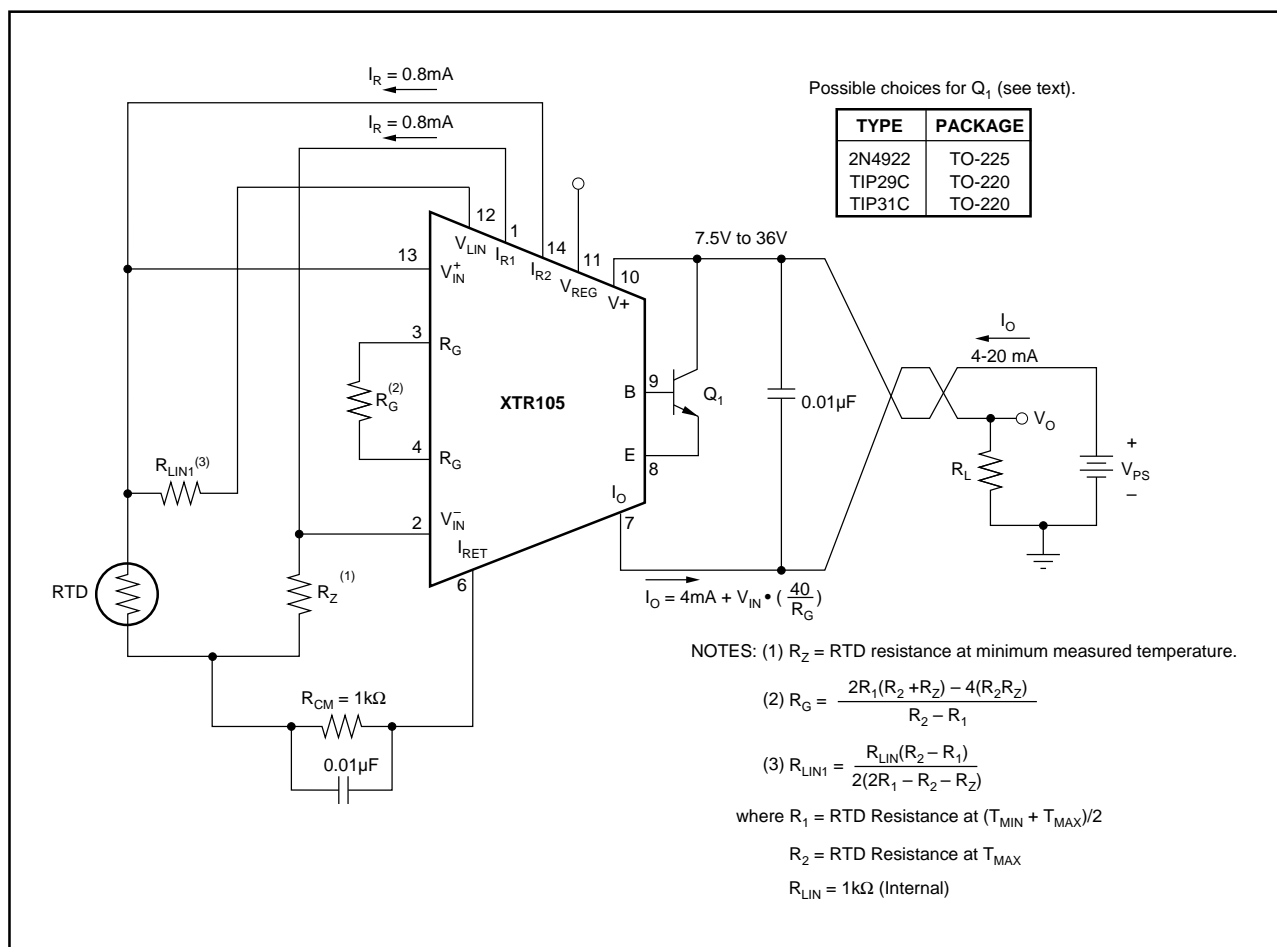 I_R = 0.8mA
I_R = 0.8mA
Possible choices for Q_1 (see text).
TYPE PACKAGE
2N4922 TO-225
TIP29C TO-220
TIP31C TO-220
12
V_LIN
1
I_R1
14
I_R2
11
V_REG
10
V+
7.5V to 36V
13
V_IN^+
3
R_G
R_G^(2)
4
R_G
XTR105
B
9
Q_1
E
8
0.01µF
I_O
4-20 mA
V_O
R_L
+
V_PS
–
R_LIN1^(3)
2
V_IN^–
I_RET
6
I_O
7
RTD
R_Z^(1)
I_O = 4mA + V_IN • (40/R_G)
R_CM = 1kΩ
0.01µF
NOTES: (1) R_Z = RTD resistance at minimum measured temperature.
(2) R_G = 2R_1(R_2 +R_Z) – 4(R_2R_Z) / R_2 – R_1
(3) R_LIN1 = R_LIN(R_2 – R_1) / 2(2R_1 – R_2 – R_Z)
where R_1 = RTD Resistance at (T_MIN + T_MAX)/2
R_2 = RTD Resistance at T_MAX
R_LIN = 1kΩ (Internal)